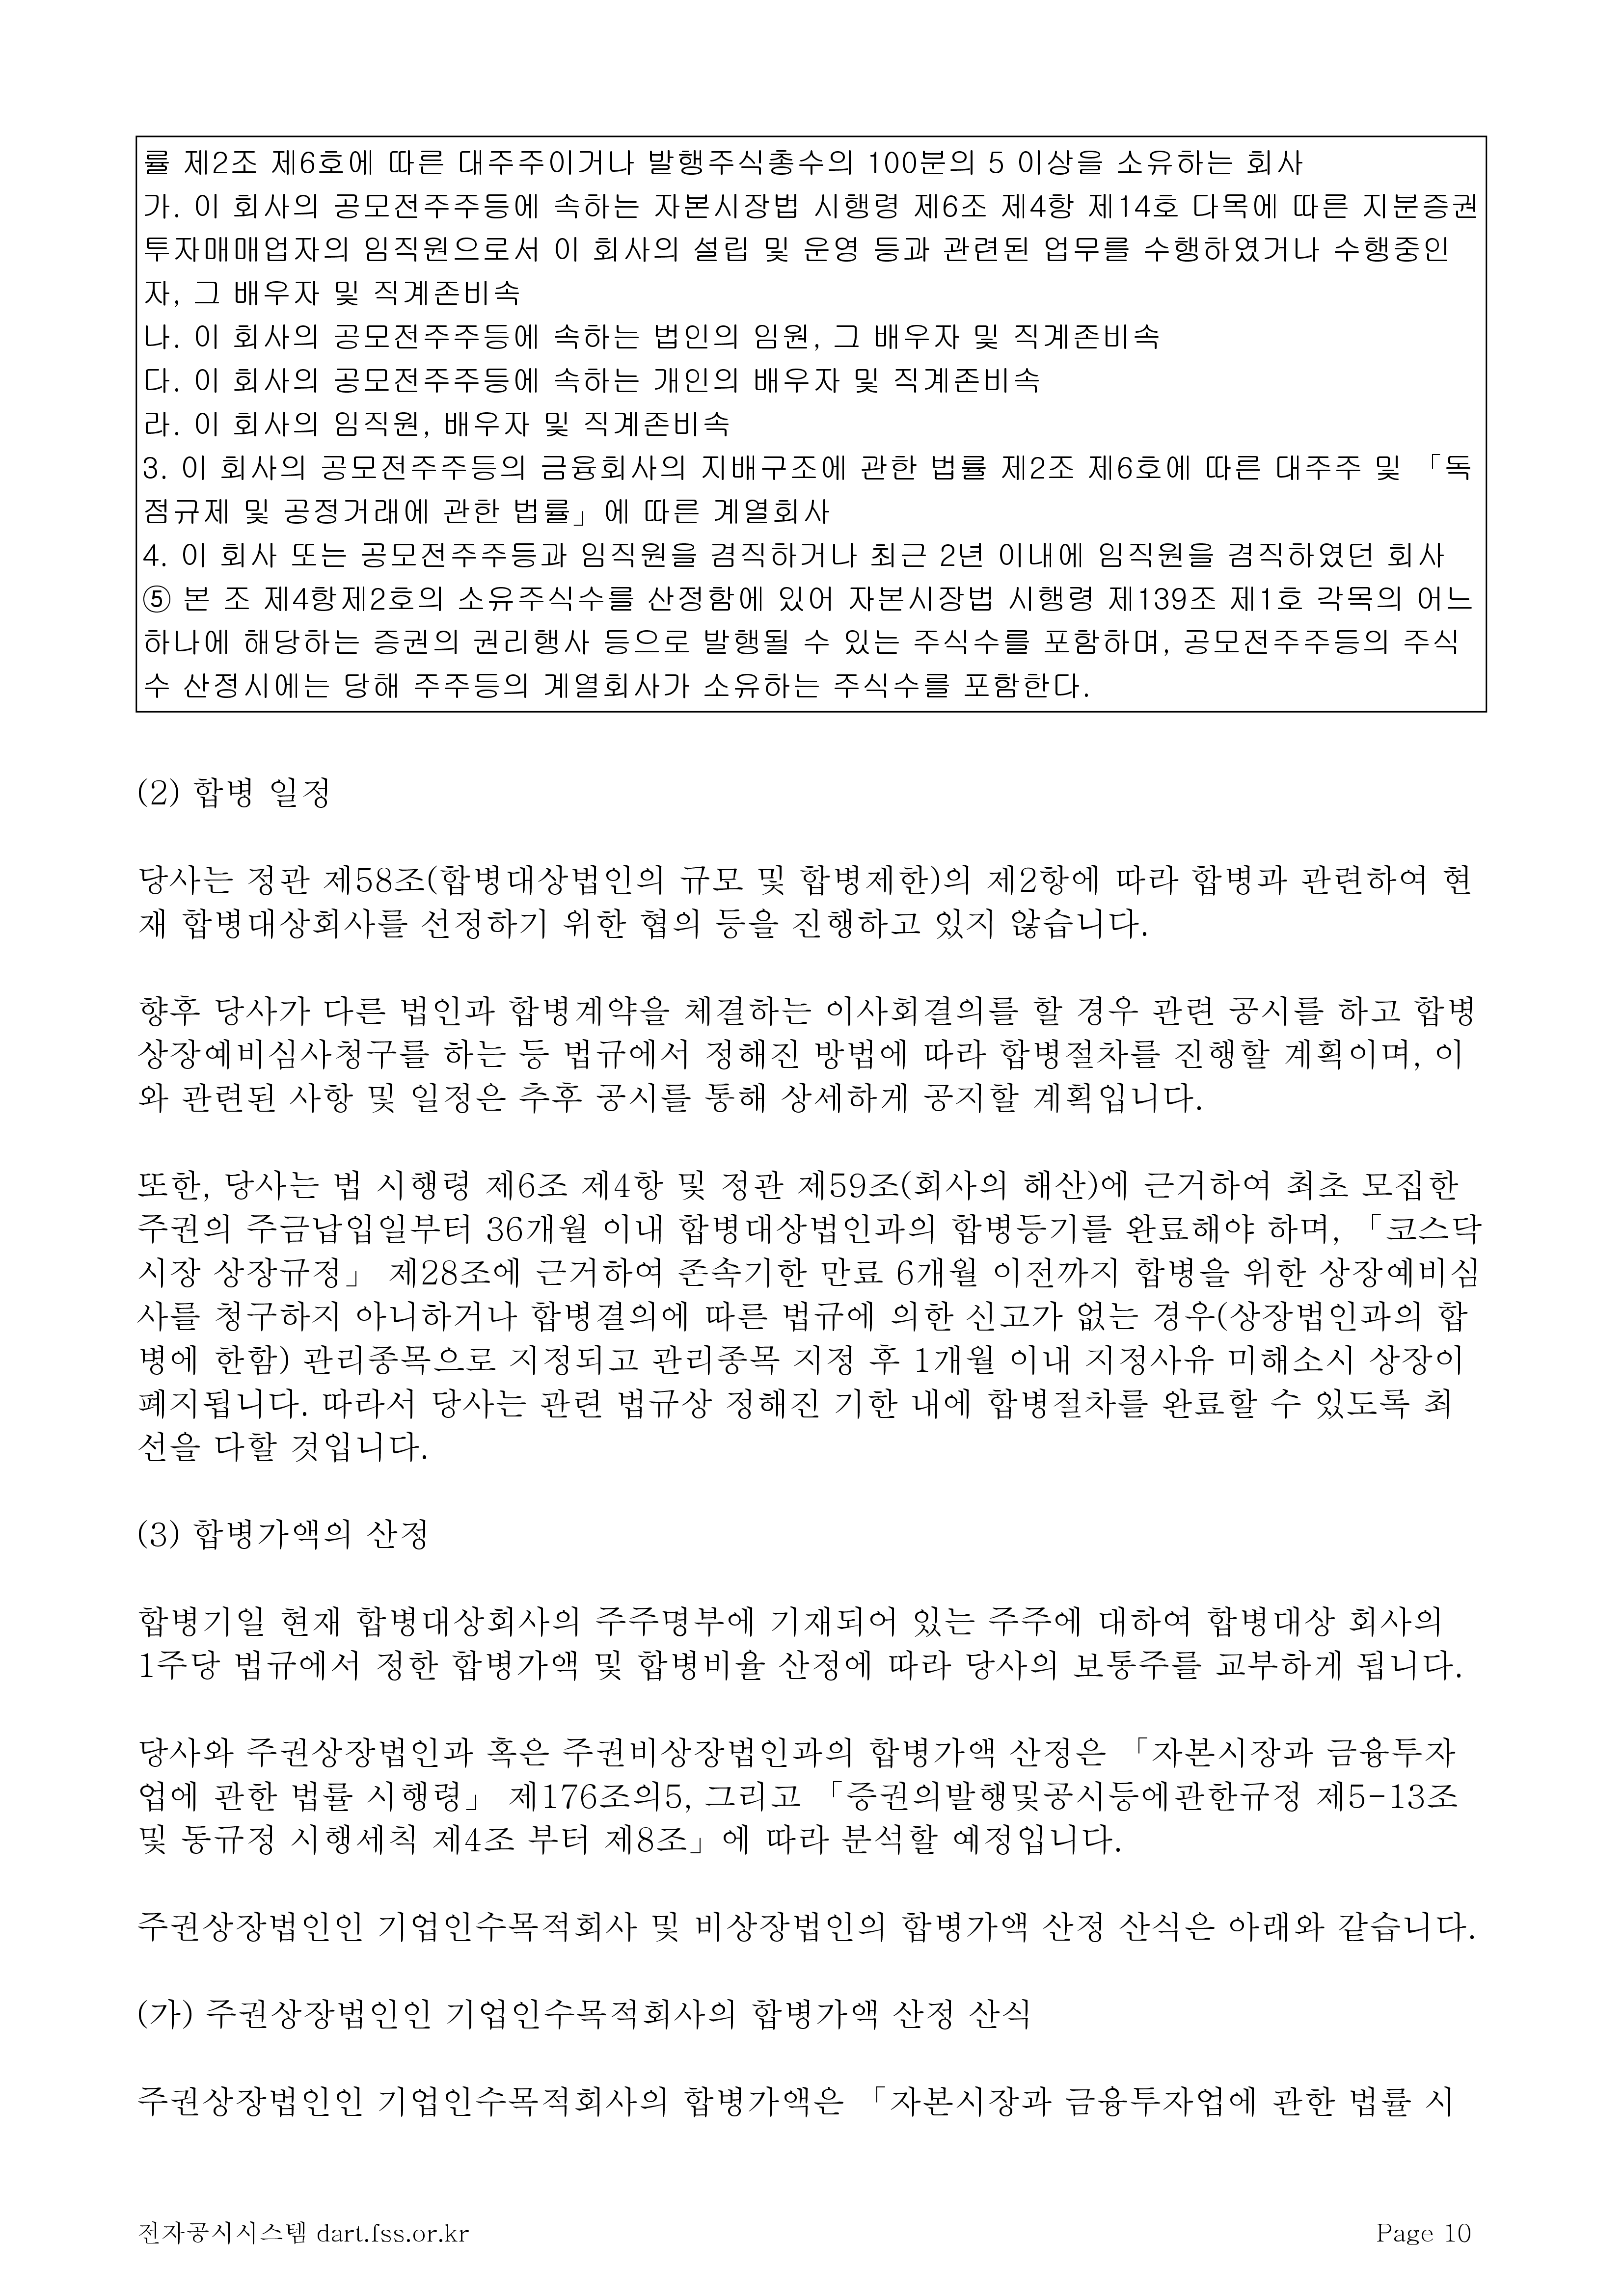 률 제2조 제6호에 따른 대주주이거나 발행주식총수의 100분의 5 이상을 소유하는 회사
가. 이 회사의 공모전주주등에 속하는 자본시장법 시행령 제6조 제4항 제14호 다목에 따른 지분증권
투자매매업자의 임직원으로서 이 회사의 설립 및 운영 등과 관련된 업무를 수행하였거나 수행중인
자, 그 배우자 및 직계존비속
나. 이 회사의 공모전주주등에 속하는 법인의 임원, 그 배우자 및 직계존비속
다. 이 회사의 공모전주주등에 속하는 개인의 배우자 및 직계존비속
라. 이 회사의 임직원, 배우자 및 직계존비속
3. 이 회사의 공모전주주등의 금융회사의 지배구조에 관한 법률 제2조 제6호에 따른 대주주 및 「독
점규제 및 공정거래에 관한 법률」에 따른 계열회사
4. 이 회사 또는 공모전주주등과 임직원을 겸직하거나 최근 2년 이내에 임직원을 겸직하였던 회사
⑤ 본 조 제4항제2호의 소유주식수를 산정함에 있어 자본시장법 시행령 제139조 제1호 각목의 어느
하나에 해당하는 증권의 권리행사 등으로 발행될 수 있는 주식수를 포함하며, 공모전주주등의 주식
수 산정시에는 당해 주주등의 계열회사가 소유하는 주식수를 포함한다.
(2) 합병 일정
당사는 정관 제58조(합병대상법인의 규모 및 합병제한)의 제2항에 따라 합병과 관련하여 현
재 합병대상회사를 선정하기 위한 협의 등을 진행하고 있지 않습니다.
향후 당사가 다른 법인과 합병계약을 체결하는 이사회결의를 할 경우 관련 공시를 하고 합병
상장예비심사청구를 하는 등 법규에서 정해진 방법에 따라 합병절차를 진행할 계획이며, 이
와 관련된 사항 및 일정은 추후 공시를 통해 상세하게 공지할 계획입니다.
또한, 당사는 법 시행령 제6조 제4항 및 정관 제59조(회사의 해산)에 근거하여 최초 모집한
주권의 주금납입일부터 36개월 이내 합병대상법인과의 합병등기를 완료해야 하며, 「코스닥
시장 상장규정」 제28조에 근거하여 존속기한 만료 6개월 이전까지 합병을 위한 상장예비심
사를 청구하지 아니하거나 합병결의에 따른 법규에 의한 신고가 없는 경우(상장법인과의 합
병에 한함) 관리종목으로 지정되고 관리종목 지정 후 1개월 이내 지정사유 미해소시 상장이
폐지됩니다. 따라서 당사는 관련 법규상 정해진 기한 내에 합병절차를 완료할 수 있도록 최
선을 다할 것입니다.
(3) 합병가액의 산정
합병기일 현재 합병대상회사의 주주명부에 기재되어 있는 주주에 대하여 합병대상 회사의
1주당 법규에서 정한 합병가액 및 합병비율 산정에 따라 당사의 보통주를 교부하게 됩니다.
당사와 주권상장법인과 혹은 주권비상장법인과의 합병가액 산정은 「자본시장과 금융투자
업에 관한 법률 시행령」 제176조의5, 그리고 「증권의발행및공시등에관한규정 제5-13조
및 동규정 시행세칙 제4조 부터 제8조」에 따라 분석할 예정입니다.
주권상장법인인 기업인수목적회사 및 비상장법인의 합병가액 산정 산식은 아래와 같습니다.
(가) 주권상장법인인 기업인수목적회사의 합병가액 산정 산식
주권상장법인인 기업인수목적회사의 합병가액은 「자본시장과 금융투자업에 관한 법률 시
전자공시시스템 dart.fss.or.kr
Page 10